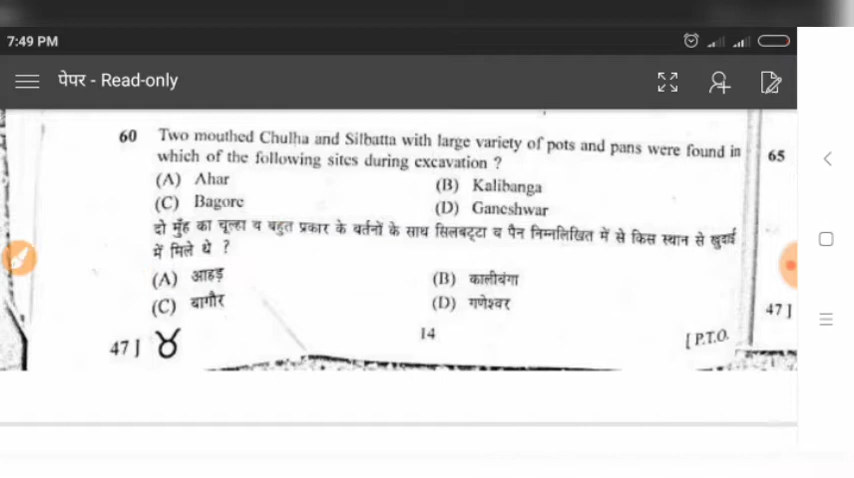 7:49 PM
पेपर - Read-only
60 Two mouthed Chulha and Silbatta with large variety of pots and pans were found in
which of the following sites during excavation ?
(A) Ahar (B) Kalibanga
(C) Bagore (D) Ganeshwar
दो मुँह का चूल्हा व बहुत प्रकार के बर्तनों के साथ सिलबट्टा व पैन निम्नलिखित में से किस स्थान से खुदाई
में मिले थे ?
(A) आहड़ (B) कालीबंगा
(C) बागौर (D) गणेश्वर
47 ] 14 [ P.T.O.
65
47 ]